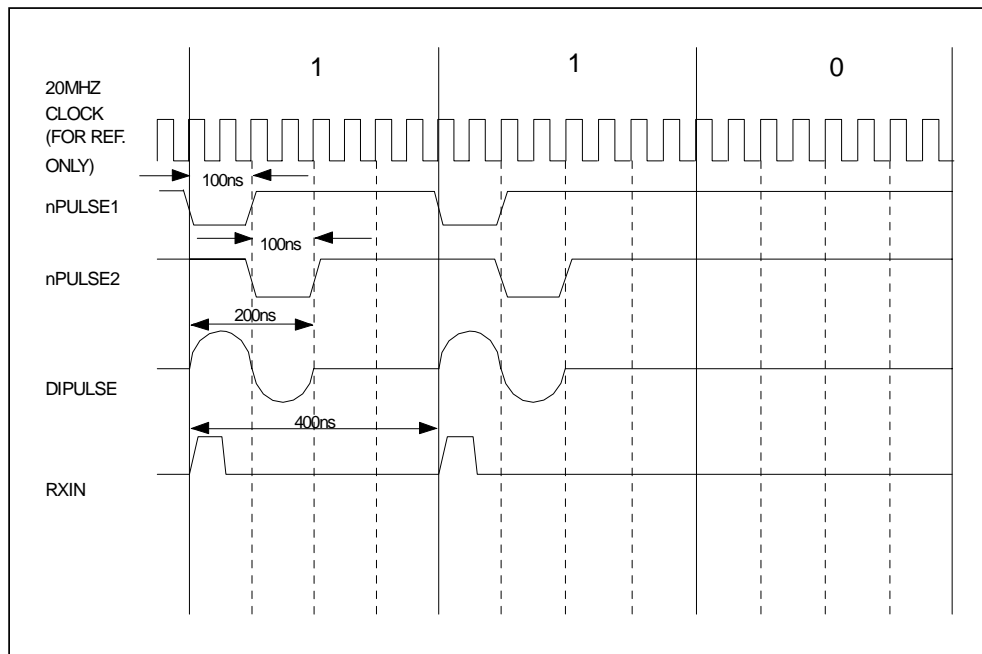 1 1 0
20MHZ
CLOCK
(FOR REF.
ONLY)
100ns
nPULSE1
100ns
nPULSE2
200ns
DIPULSE
400ns
RXIN